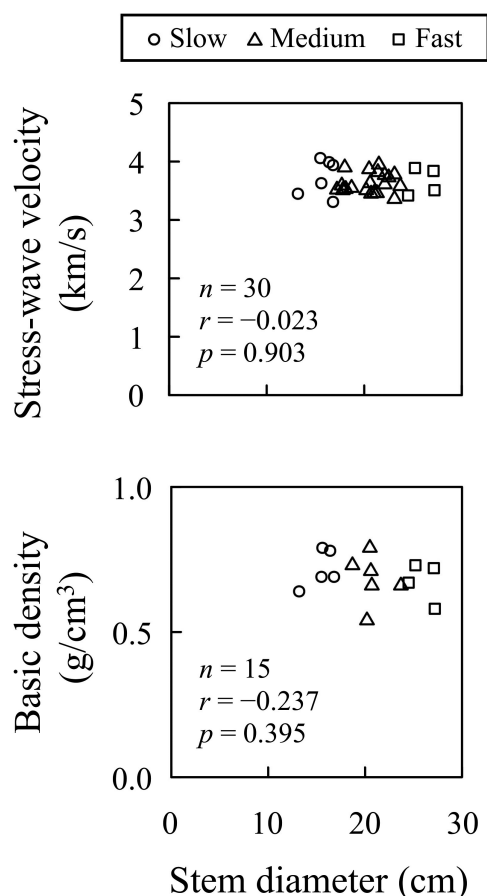 Slow Medium Fast
Stress-wave velocity
(km/s)
5
4
3
2
1
0
n = 30
r = −0.023
p = 0.903
Basic density
(g/cm³)
1.0
0.5
0.0
n = 15
r = −0.237
p = 0.395
0 10 20 30
Stem diameter (cm)